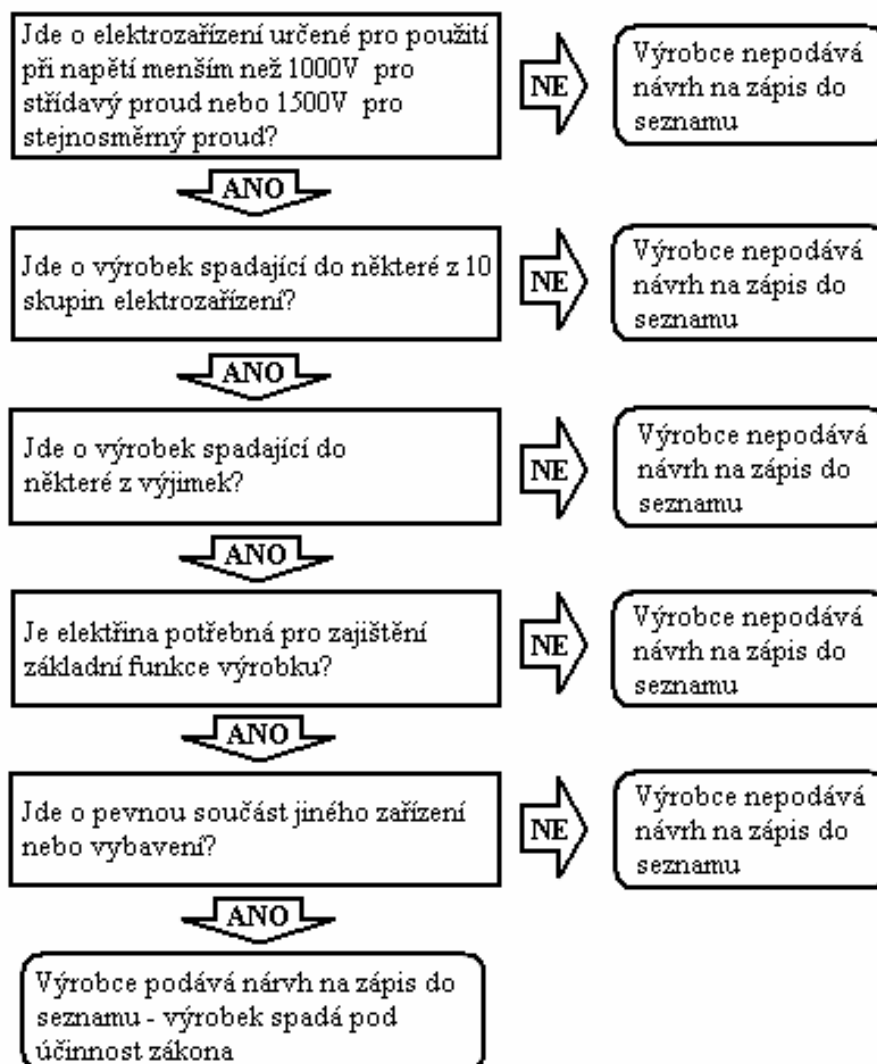 Jde o elektrozařízení určené pro použití
při napětí menším než 1000V pro
střídavý proud nebo 1500V pro
stejnosměrný proud?
NE
Výrobce nepodává
návrh na zápis do
seznamu
ANO
Jde o výrobek spadající do některé z 10
skupin elektrozařízení?
NE
Výrobce nepodává
návrh na zápis do
seznamu
ANO
Jde o výrobek spadající do
některé z výjimek?
NE
Výrobce nepodává
návrh na zápis do
seznamu
ANO
Je elektřina potřebná pro zajištění
základní funkce výrobku?
NE
Výrobce nepodává
návrh na zápis do
seznamu
ANO
Jde o pevnou součást jiného zařízení
nebo vybavení?
NE
Výrobce nepodává
návrh na zápis do
seznamu
ANO
Výrobce podává nárvh na zápis do
seznamu - výrobek spadá pod
účinnost zákona